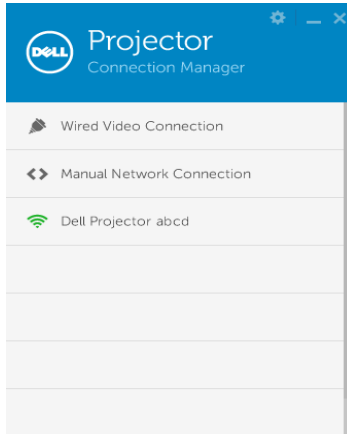 DELL
Projector
Connection Manager
Wired Video Connection
Manual Network Connection
Dell Projector abcd